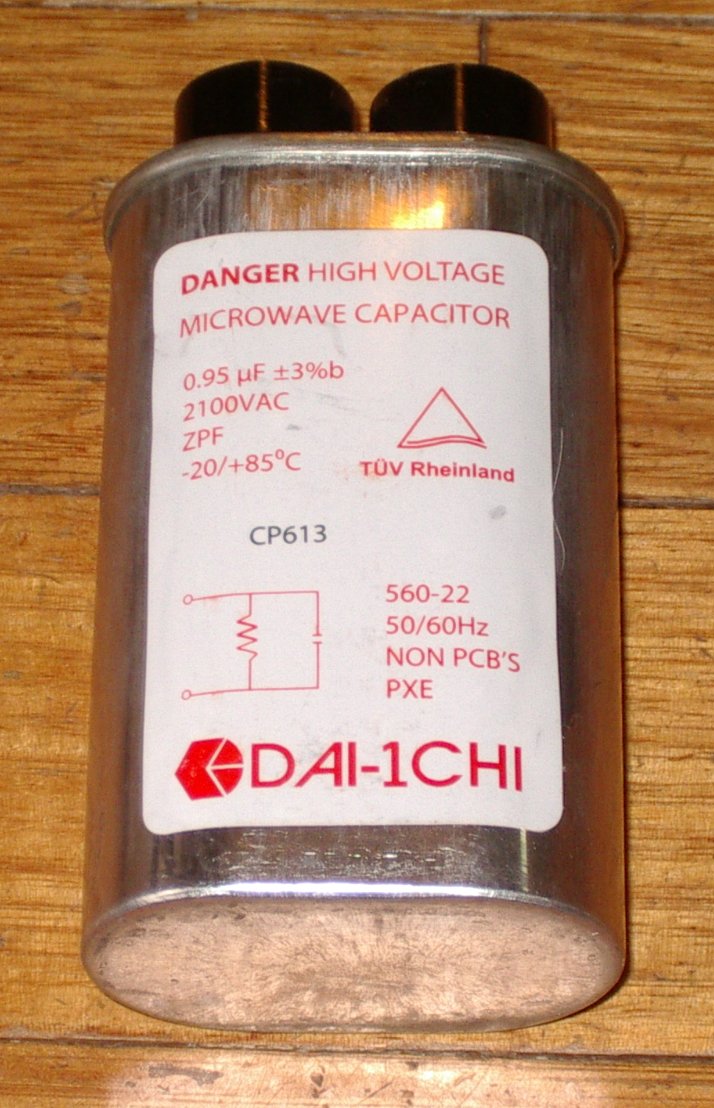 DANGER HIGH VOLTAGE
MICROWAVE CAPACITOR
0.95 µF ±3%b
2100VAC
ZPF
-20/+85°C
TÜV Rheinland
CP613
560-22
50/60Hz
NON PCB'S
PXE
DAI-1CHI